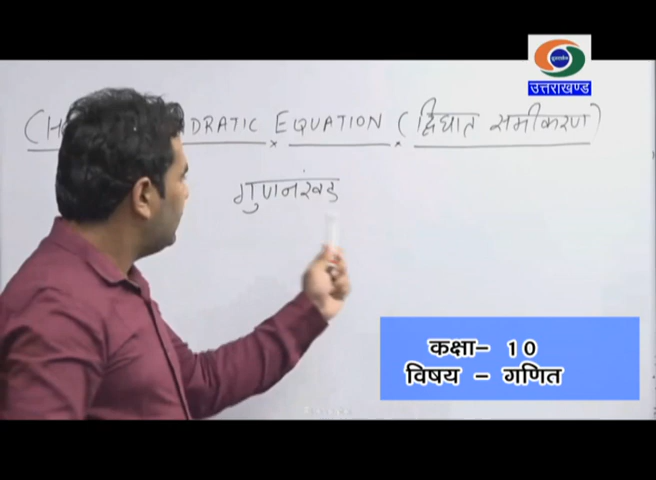 उत्तराखण्ड
DRATIC EQUATION (द्विघात समीकरण)
गुणनखंड
कक्षा- 10
विषय - गणित